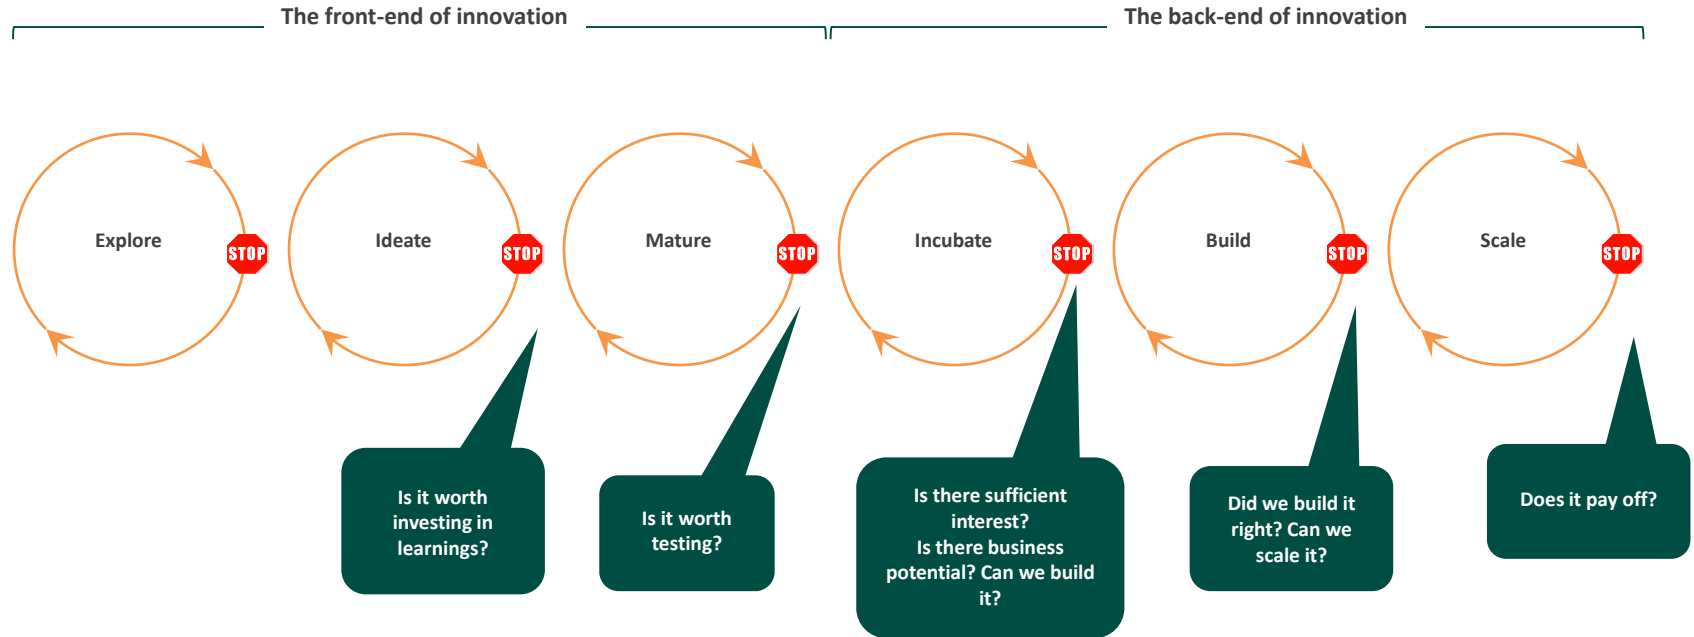 The front-end of innovation
The back-end of innovation
Explore
STOP
Ideate
STOP
Mature
STOP
Incubate
STOP
Build
STOP
Scale
STOP
Is it worth
investing in
learnings?
Is it worth
testing?
Is there sufficient
interest?
Is there business
potential? Can we build
it?
Did we build it
right? Can we
scale it?
Does it pay off?